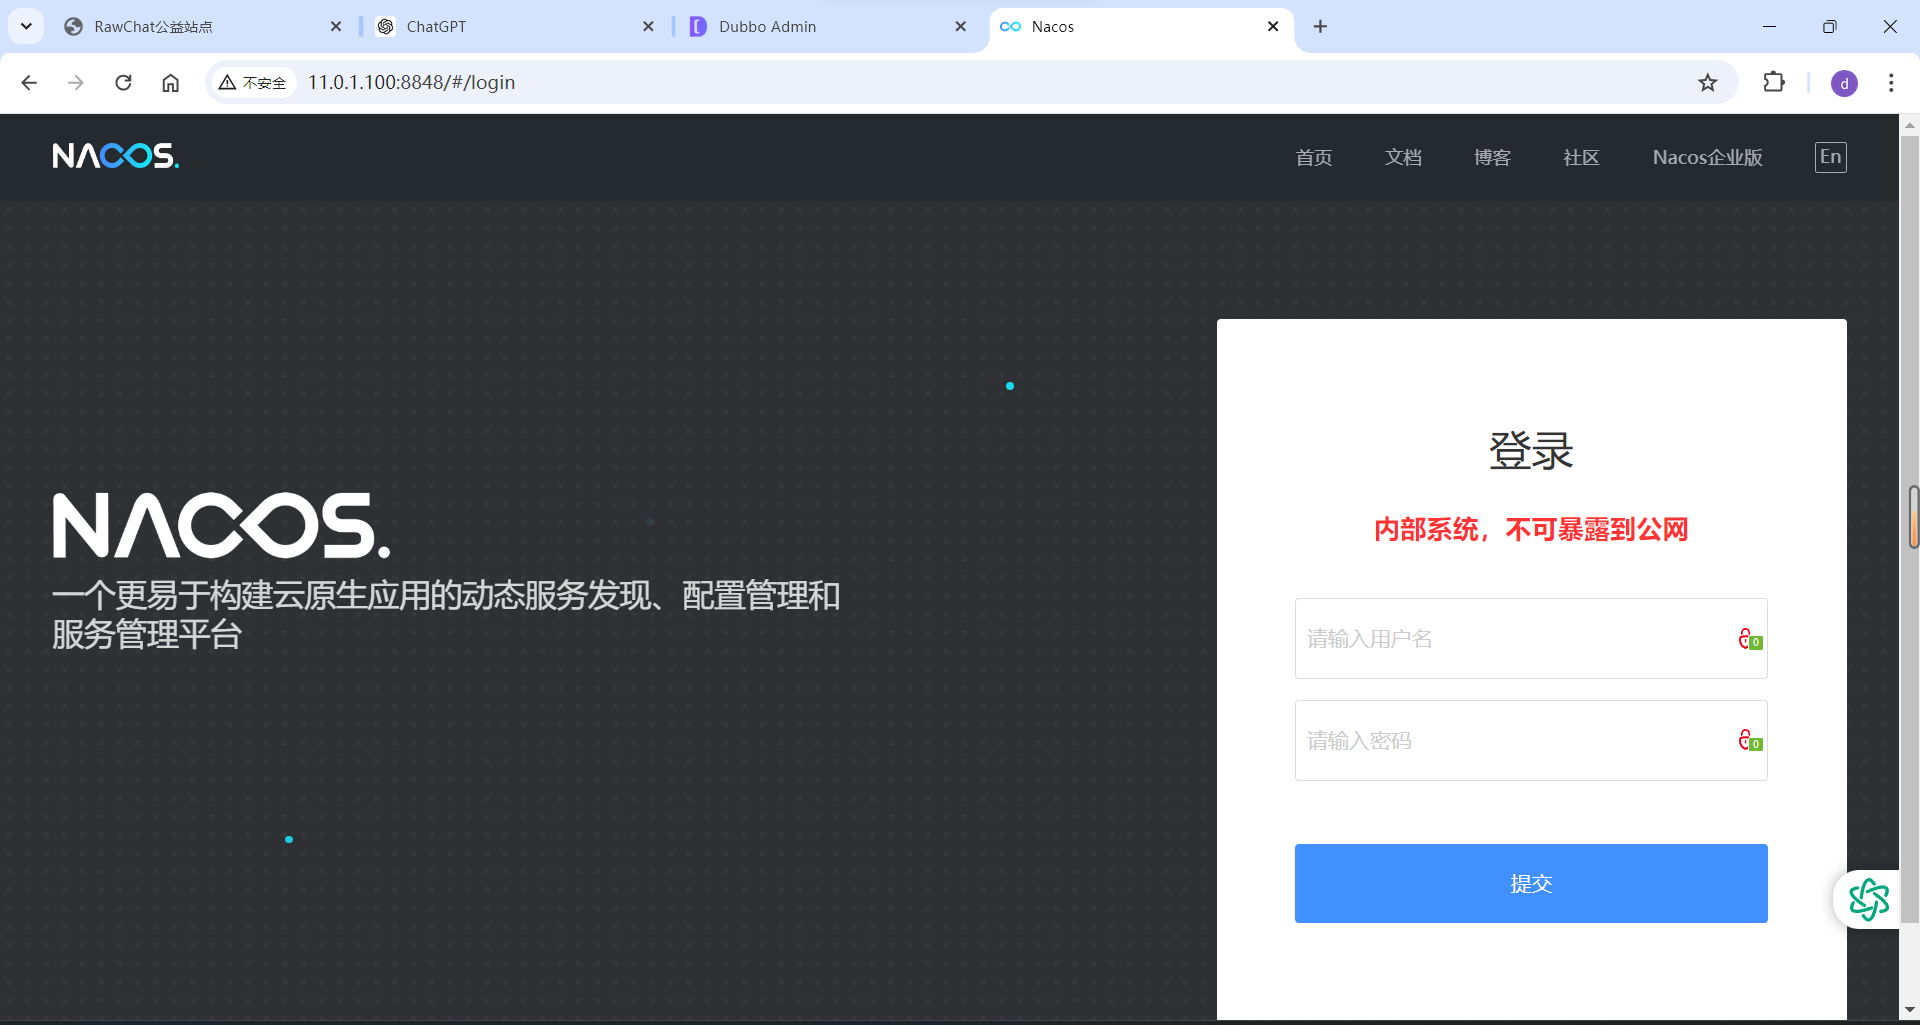 RawChat公益站点
ChatGPT
Dubbo Admin
Nacos
不安全
11.0.1.100:8848/#/login
d
NACOS.
首页
文档
博客
社区
Nacos企业版
En
登录
内部系统，不可暴露到公网
NACOS.
一个更易于构建云原生应用的动态服务发现、配置管理和
服务管理平台
请输入用户名
0
请输入密码
0
提交